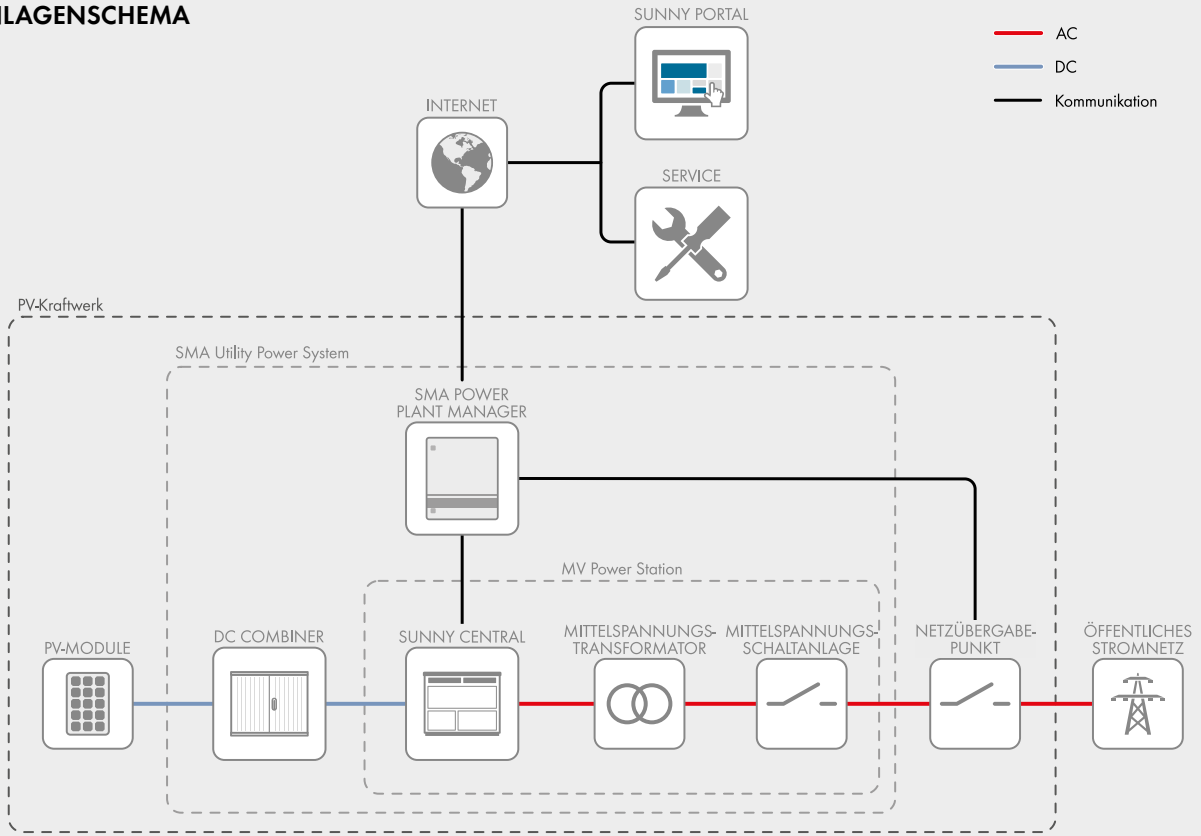 NLAGENSCHEMA
SUNNY PORTAL
AC
DC
Kommunikation
INTERNET
SERVICE
PV-Kraftwerk
SMA Utility Power System
SMA POWER
PLANT MANAGER
MV Power Station
PV-MODULE
DC COMBINER
SUNNY CENTRAL
MITTELSPANNUNGS-
TRANSFORMATOR
MITTELSPANNUNGS-
SCHALTANLAGE
NETZÜBERGABE-
PUNKT
ÖFFENTLICHES
STROMNETZ